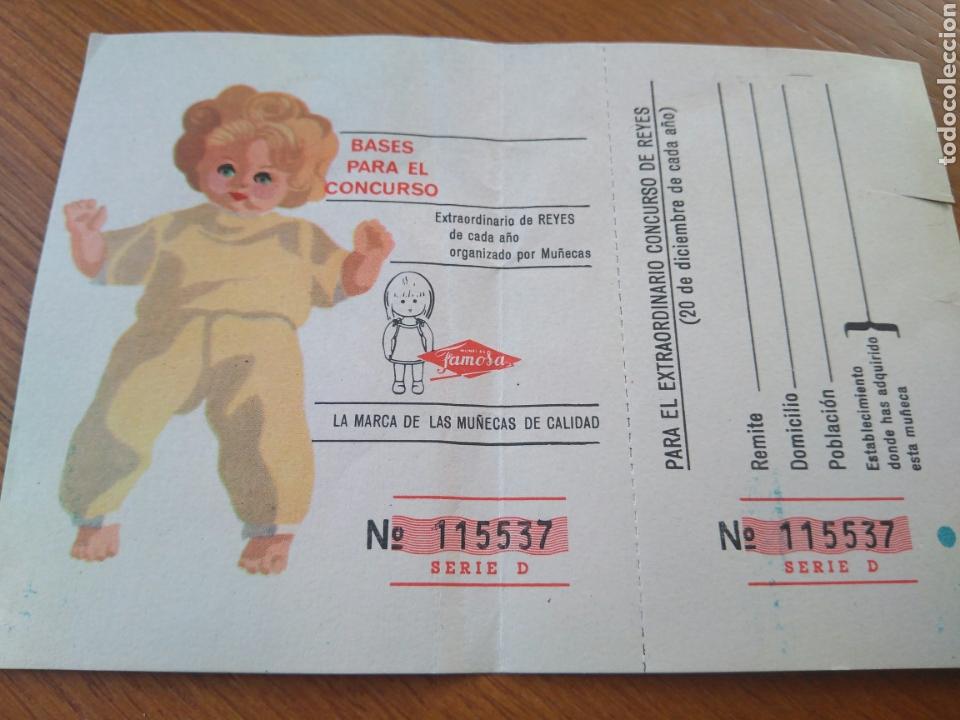 BASES
PARA EL
CONCURSO
Extraordinario de REYES
de cada año
organizado por Muñecas
Famosa
LA MARCA DE LAS MUÑECAS DE CALIDAD
Nº 115537
SERIE D
PARA EL EXTRAORDINARIO CONCURSO DE REYES
(20 de diciembre de cada año)
Remite
Domicilio
Población
Establecimiento
donde has adquirido
esta muñeca
Nº 115537
SERIE D
todocoleccion